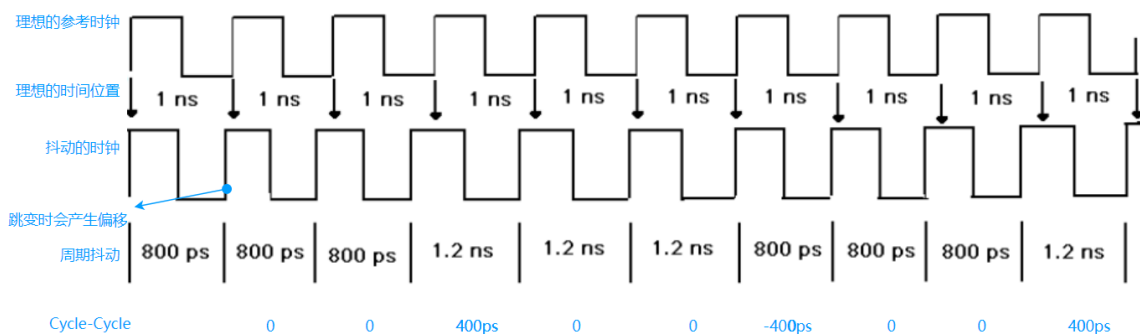 理想的参考时钟
理想的时间位置 1 ns 1 ns 1 ns 1 ns 1 ns 1 ns 1 ns 1 ns 1 ns 1 ns
抖动的时钟
跳变时会产生偏移
周期抖动 800 ps 800 ps 800 ps 1.2 ns 1.2 ns 1.2 ns 800 ps 800 ps 800 ps 1.2 ns
Cycle-Cycle 0 0 400ps 0 0 -400ps 0 0 400ps